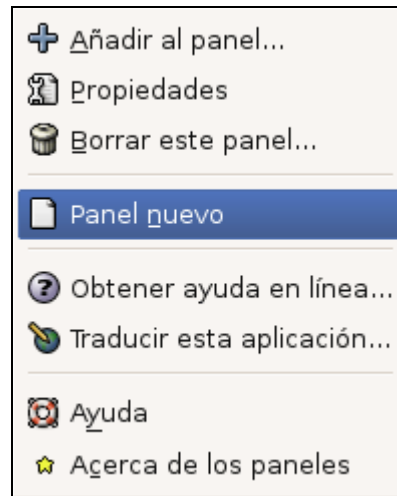 Añadir al panel...
Propiedades
Borrar este panel...
Panel nuevo
Obtener ayuda en línea...
Traducir esta aplicación...
Ayuda
Acerca de los paneles